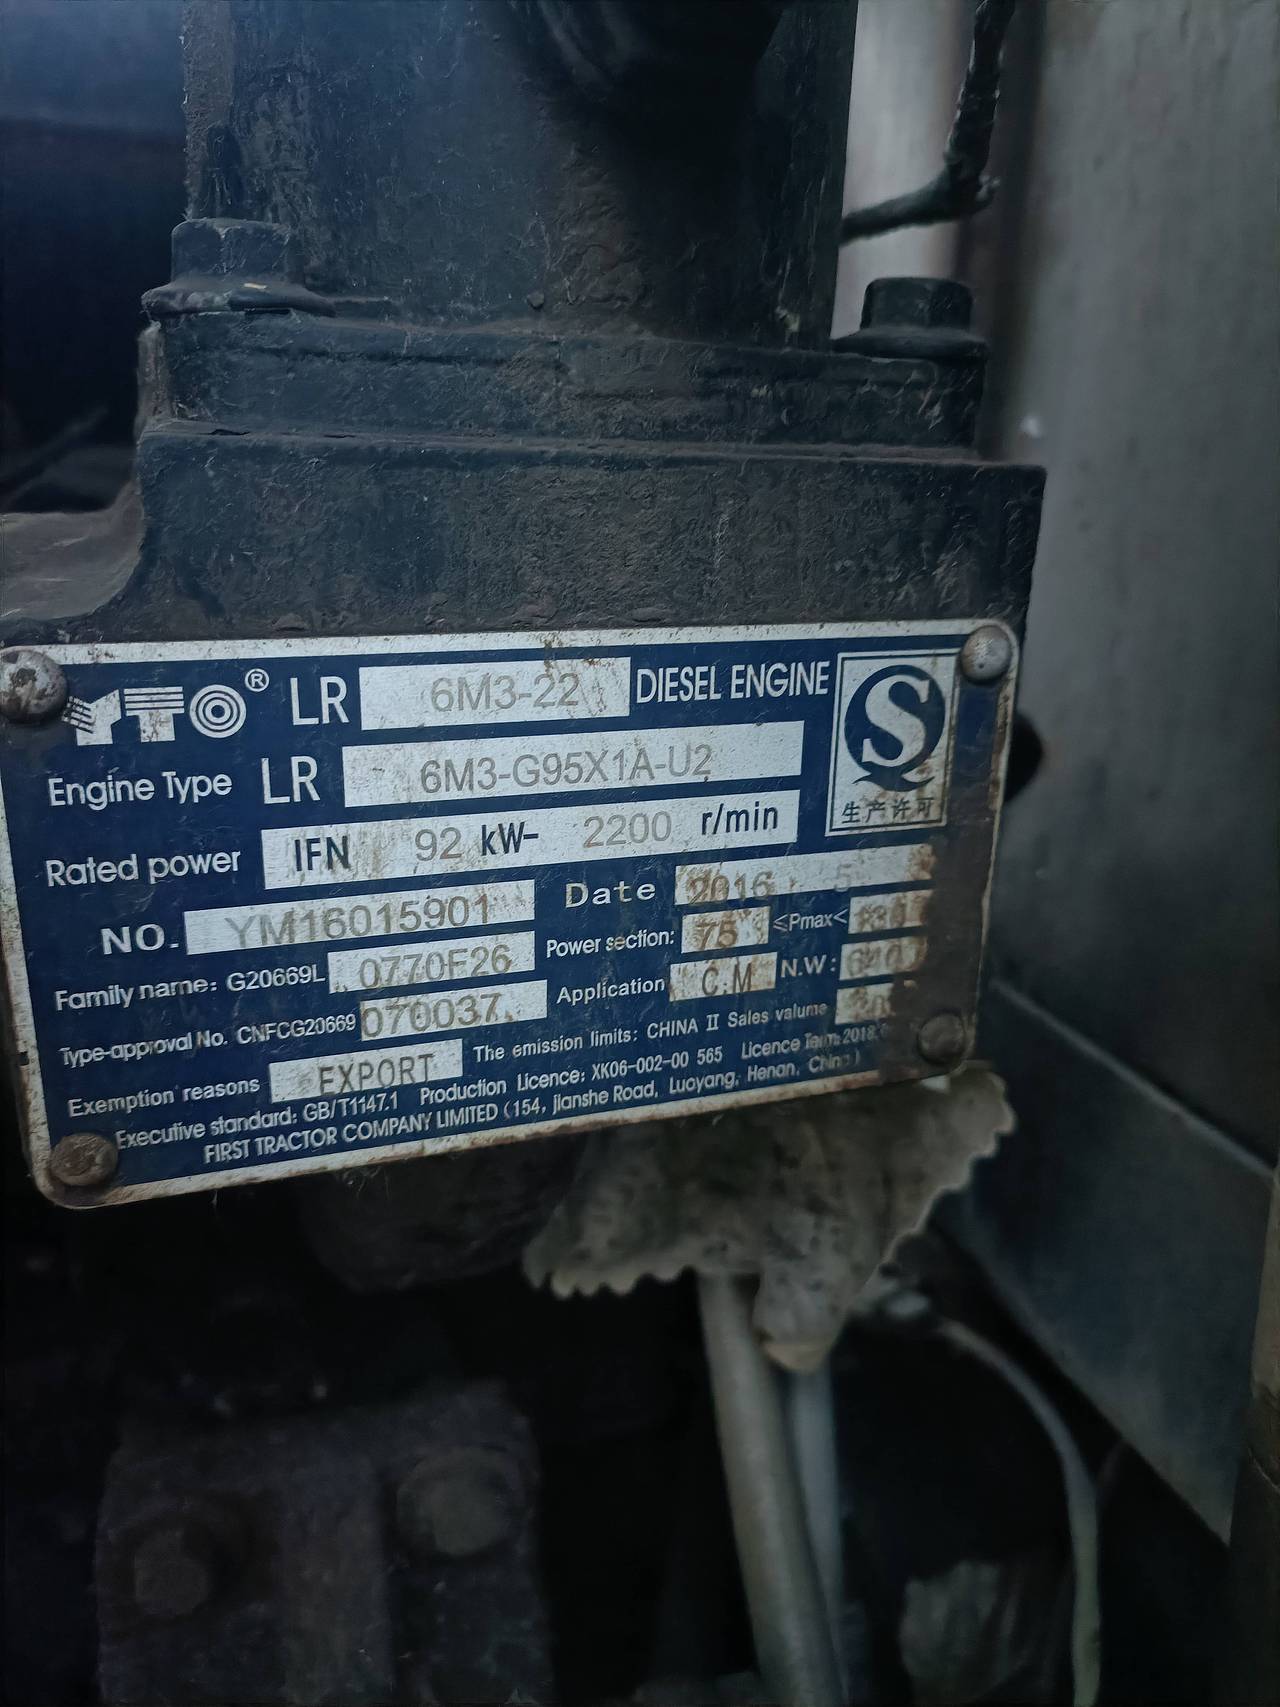 YTO® LR 6M3-22 DIESEL ENGINE
S
生产许可
Engine Type LR 6M3-G95X1A-U2
Rated power IFN 92 kW- 2200 r/min
NO. YM16015901 Date 2016 5
Family name: G20669L 0770F26 Power section: 75 ≤Pmax<
Type-approval No. CNFCG20669 070037 Application C.M N.W:
Exemption reasons EXPORT The emission limits: CHINA II Sales valume
Executive standard: GB/T1147.1 Production Licence: XK06-002-00 565 Licence Term: 2018
FIRST TRACTOR COMPANY LIMITED (154, Jianshe Road, Luoyang, Henan, China)